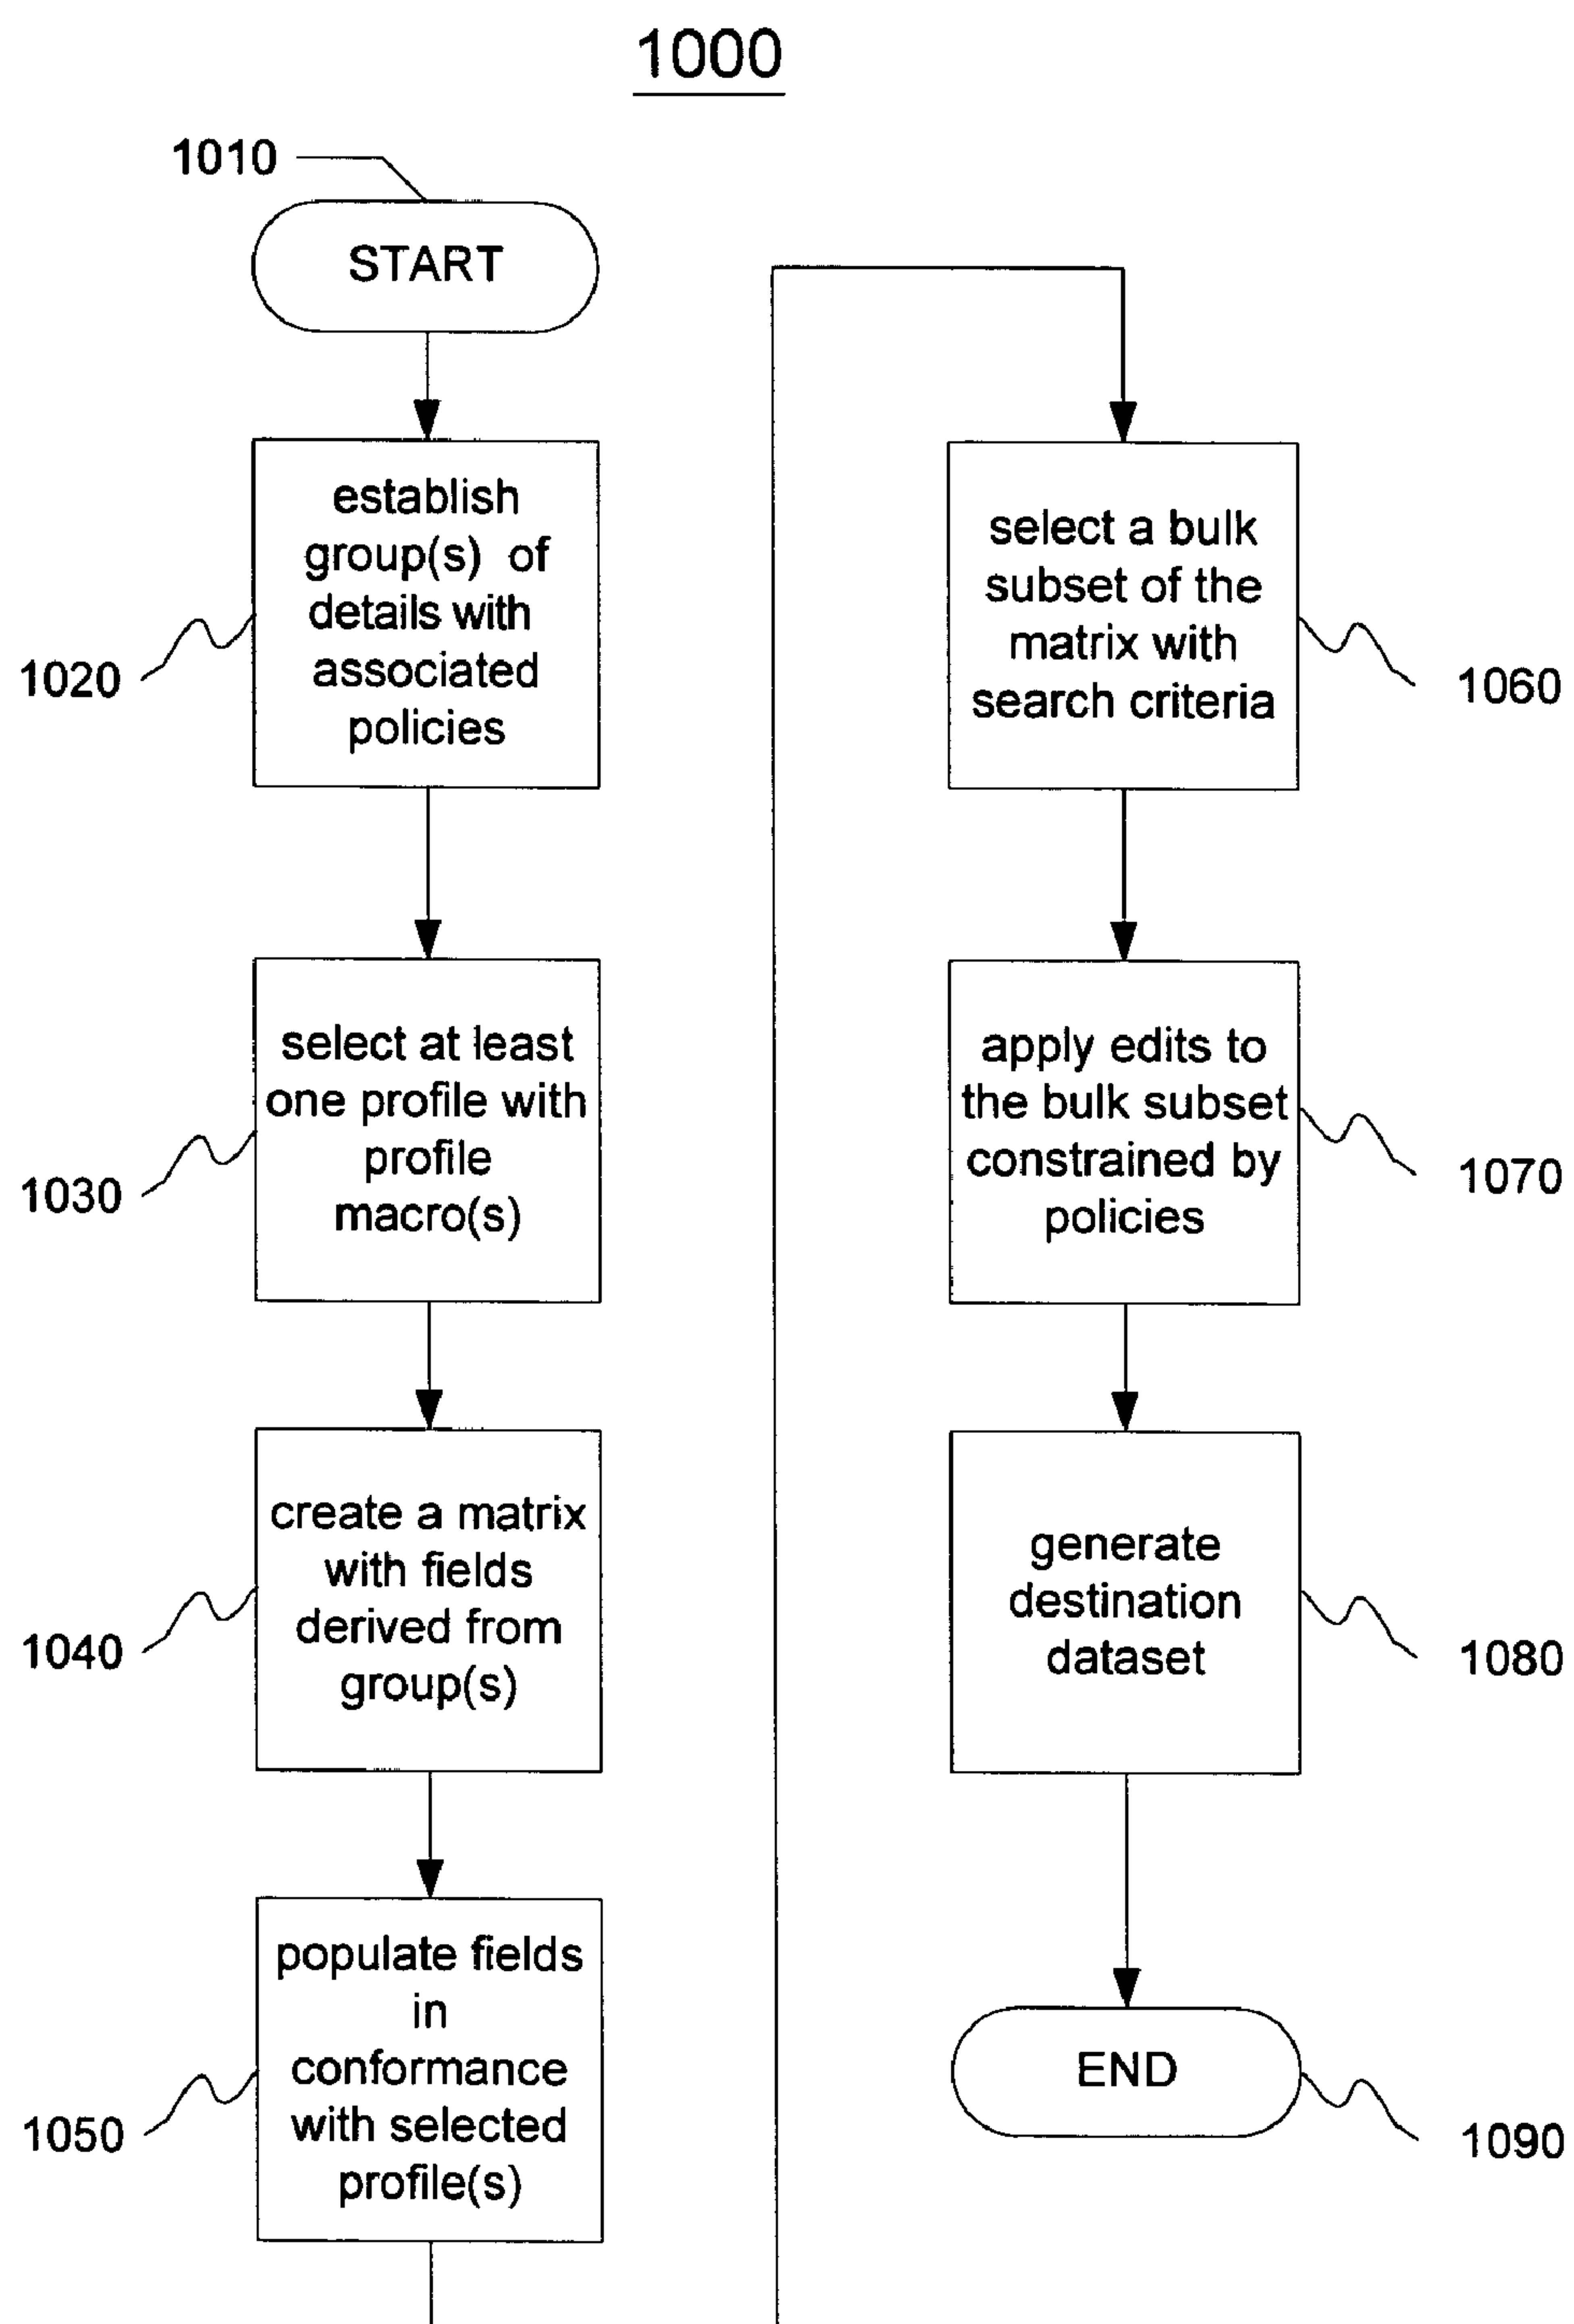 1000
1010
START
establish
group(s) of
details with
associated
policies
1020
select at least
one profile with
profile
macro(s)
1030
create a matrix
with fields
derived from
group(s)
1040
populate fields
in
conformance
with selected
profile(s)
1050
select a bulk
subset of the
matrix with
search criteria
1060
apply edits to
the bulk subset
constrained by
policies
1070
generate
destination
dataset
1080
END
1090